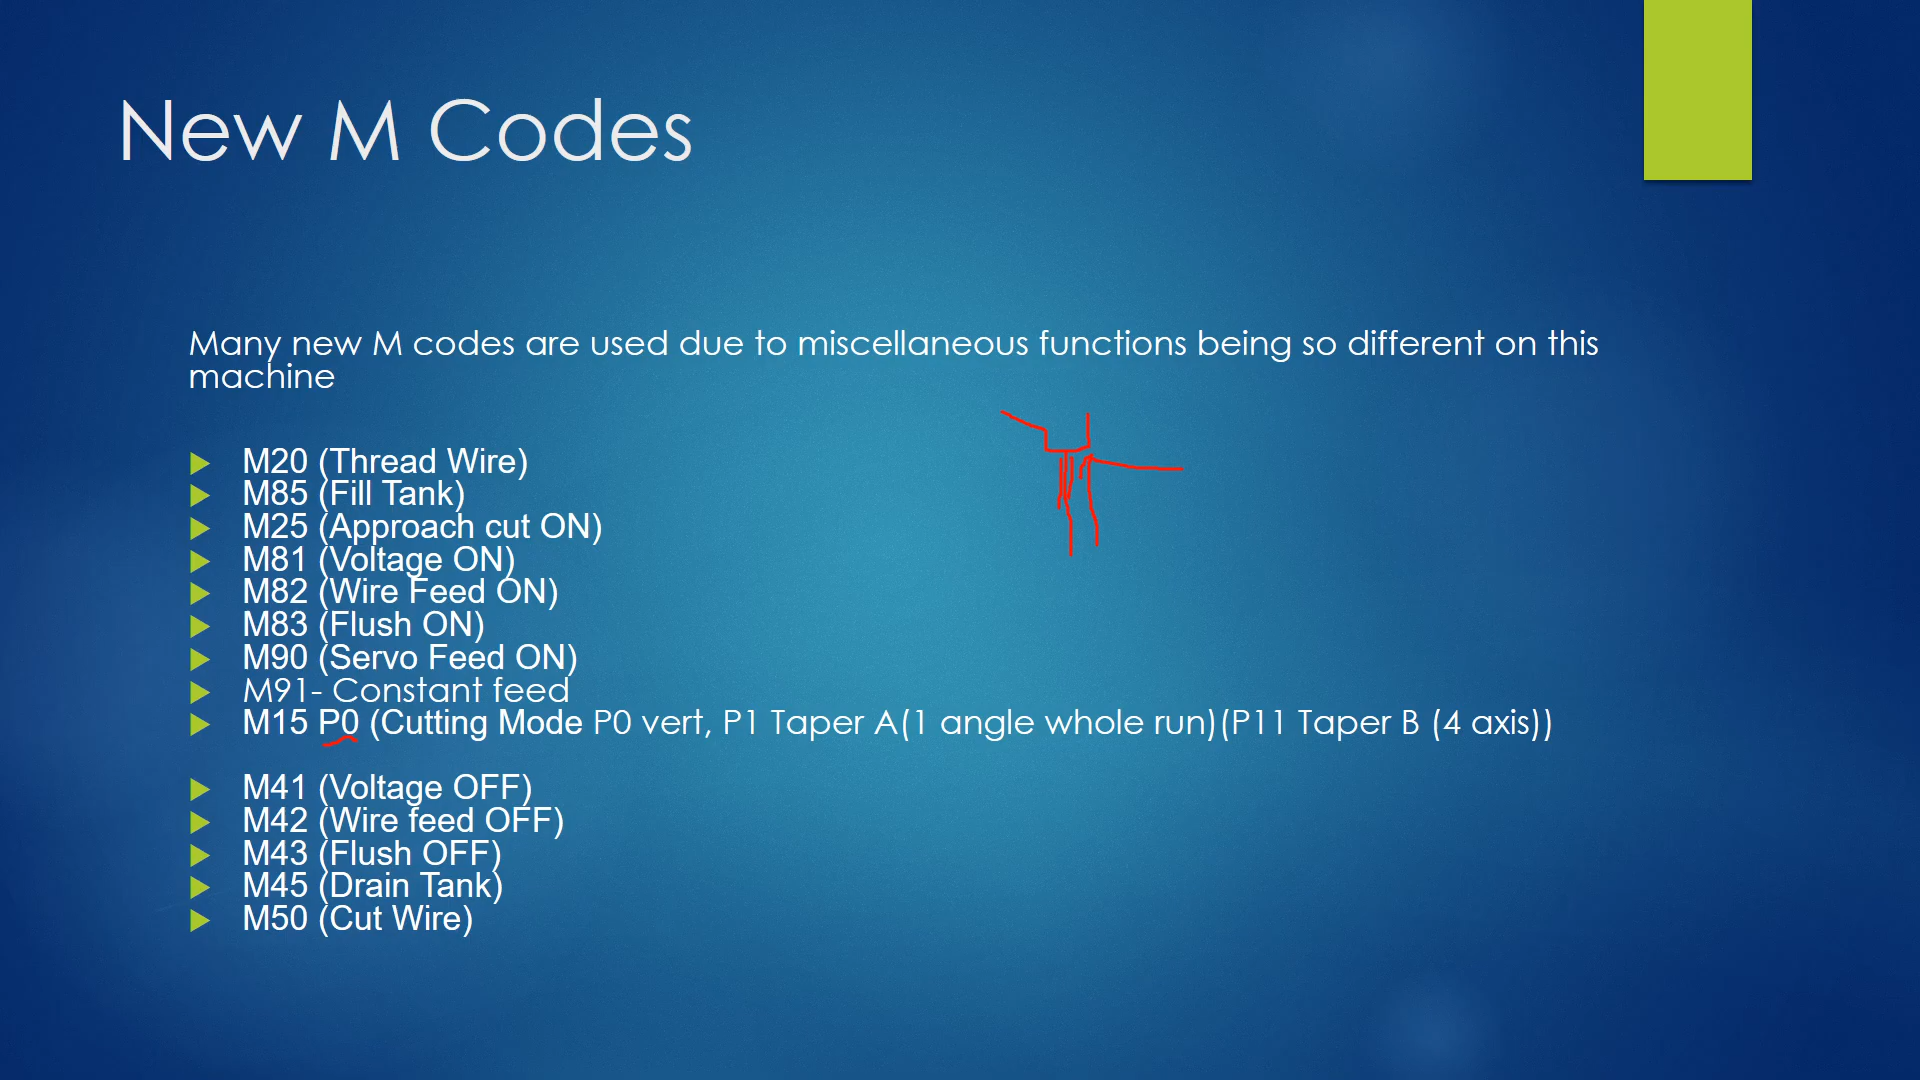 New M Codes
Many new M codes are used due to miscellaneous functions being so different on this
machine
M20 (Thread Wire)
M85 (Fill Tank)
M25 (Approach cut ON)
M81 (Voltage ON)
M82 (Wire Feed ON)
M83 (Flush ON)
M90 (Servo Feed ON)
M91- Constant feed
M15 P0 (Cutting Mode P0 vert, P1 Taper A(1 angle whole run)(P11 Taper B (4 axis))
M41 (Voltage OFF)
M42 (Wire feed OFF)
M43 (Flush OFF)
M45 (Drain Tank)
M50 (Cut Wire)